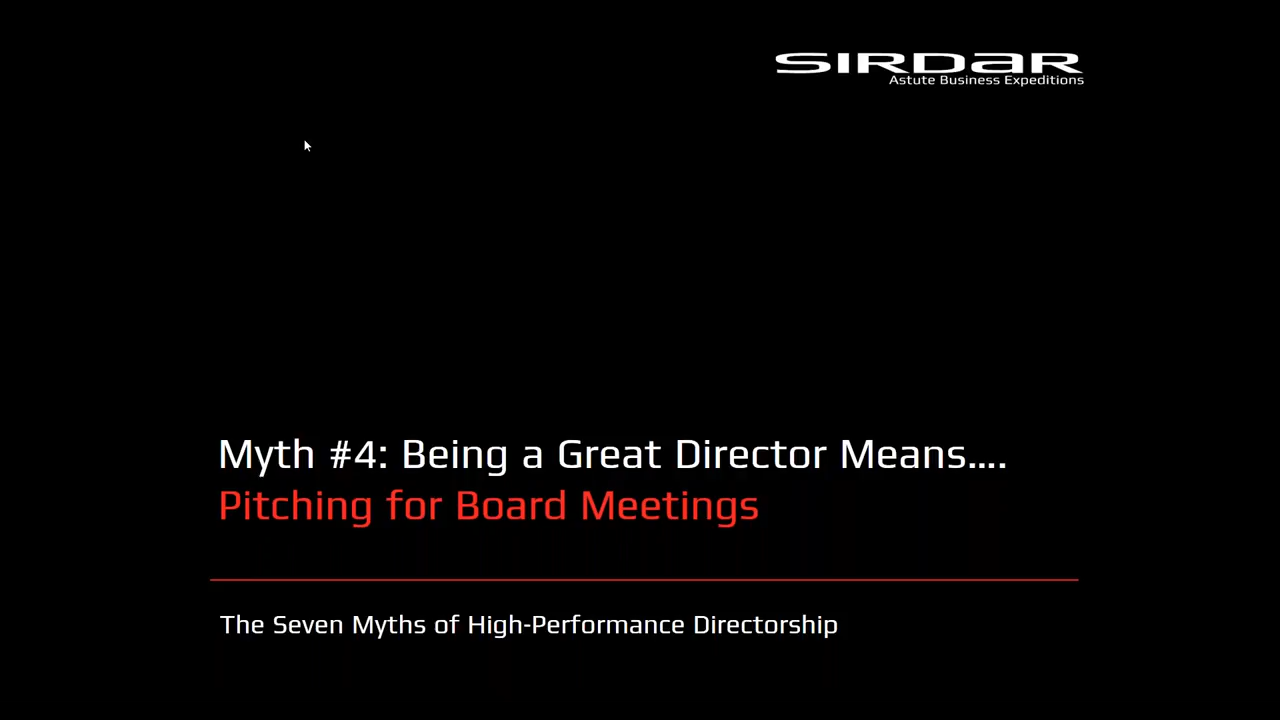 SIRDAR
Astute Business Expeditions
Myth #4: Being a Great Director Means....
Pitching for Board Meetings
The Seven Myths of High-Performance Directorship